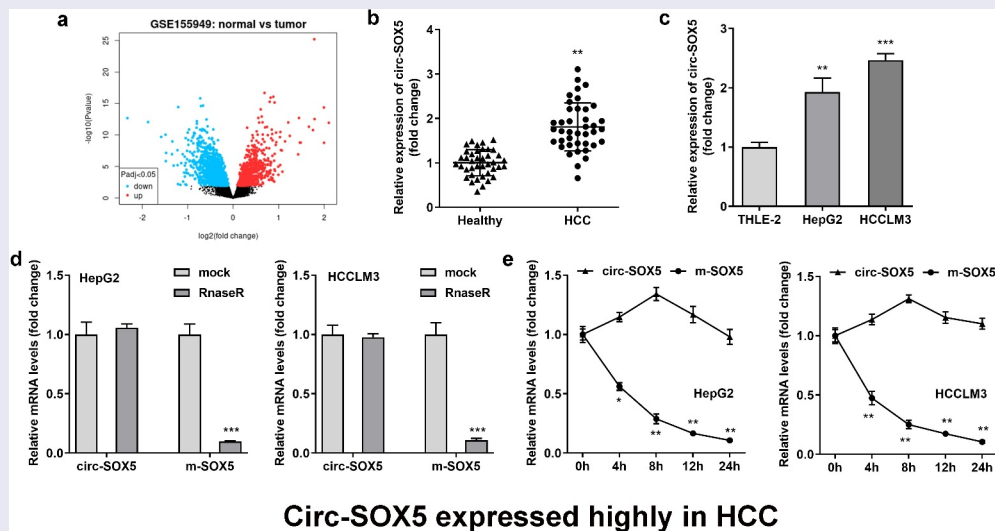 a
GSE155949: normal vs tumor
-log10(Pvalue)
25
20
15
10
5
0
Padj<0.05
down
up
-2
-1
0
1
2
log2(fold change)
b
Relative expression of circ-SOX5
(fold change)
4
3
2
1
0
**
Healthy
HCC
c
Relative expression of circ-SOX5
(fold change)
3
2
1
0
**
***
THLE-2
HepG2
HCCLM3
d
Relative mRNA levels (fold change)
1.5
1.0
0.5
0.0
HepG2
mock
RnaseR
***
circ-SOX5
m-SOX5
Relative mRNA levels (fold change)
1.5
1.0
0.5
0.0
HCCLM3
mock
RnaseR
***
circ-SOX5
m-SOX5
e
circ-SOX5
m-SOX5
Relative mRNA levels (fold change)
1.5
1.0
0.5
0.0
HepG2
*
**
**
**
0h
4h
8h
12h
24h
circ-SOX5
m-SOX5
Relative mRNA levels (fold change)
1.5
1.0
0.5
0.0
HCCLM3
**
**
**
**
0h
4h
8h
12h
24h
Circ-SOX5 expressed highly in HCC